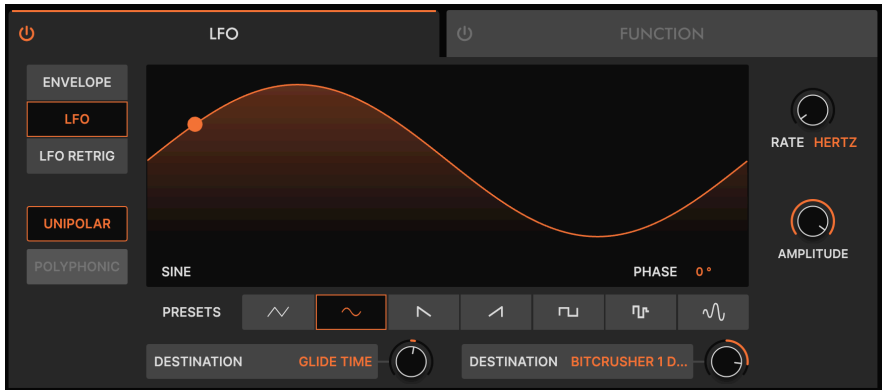 LFO
FUNCTION
ENVELOPE
LFO
LFO RETRIG
UNIPOLAR
POLYPHONIC
SINE
PHASE 0°
RATE HERTZ
AMPLITUDE
PRESETS
DESTINATION GLIDE TIME
DESTINATION BITCRUSHER 1 D...